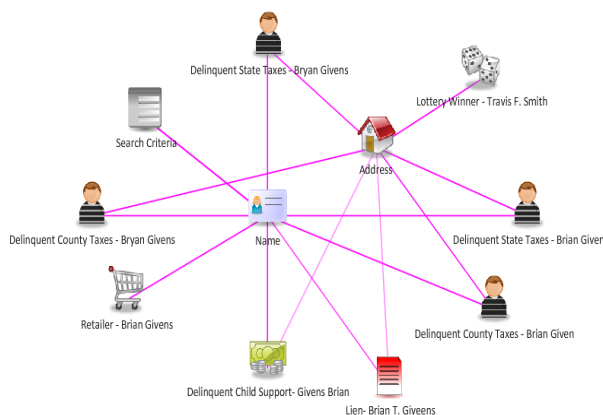 Delinquent State Taxes - Bryan Givens
Lottery Winner - Travis F. Smith
Search Criteria
Address
Delinquent County Taxes - Bryan Givens
Name
Delinquent State Taxes - Brian Given
Retailer - Brian Givens
Delinquent County Taxes - Brian Given
Delinquent Child Support- Givens Brian
Lien- Brian T. Giveens